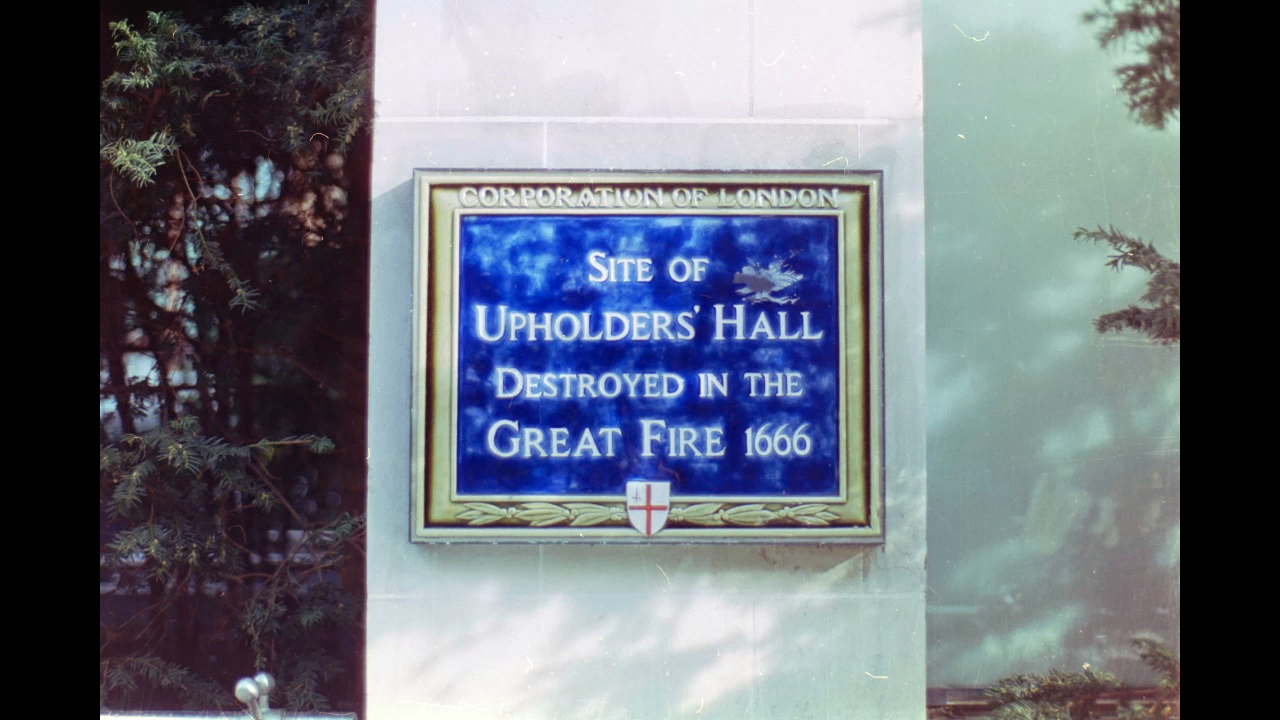 CORPORATION OF LONDON
SITE OF
UPHOLDERS' HALL
DESTROYED IN THE
GREAT FIRE 1666